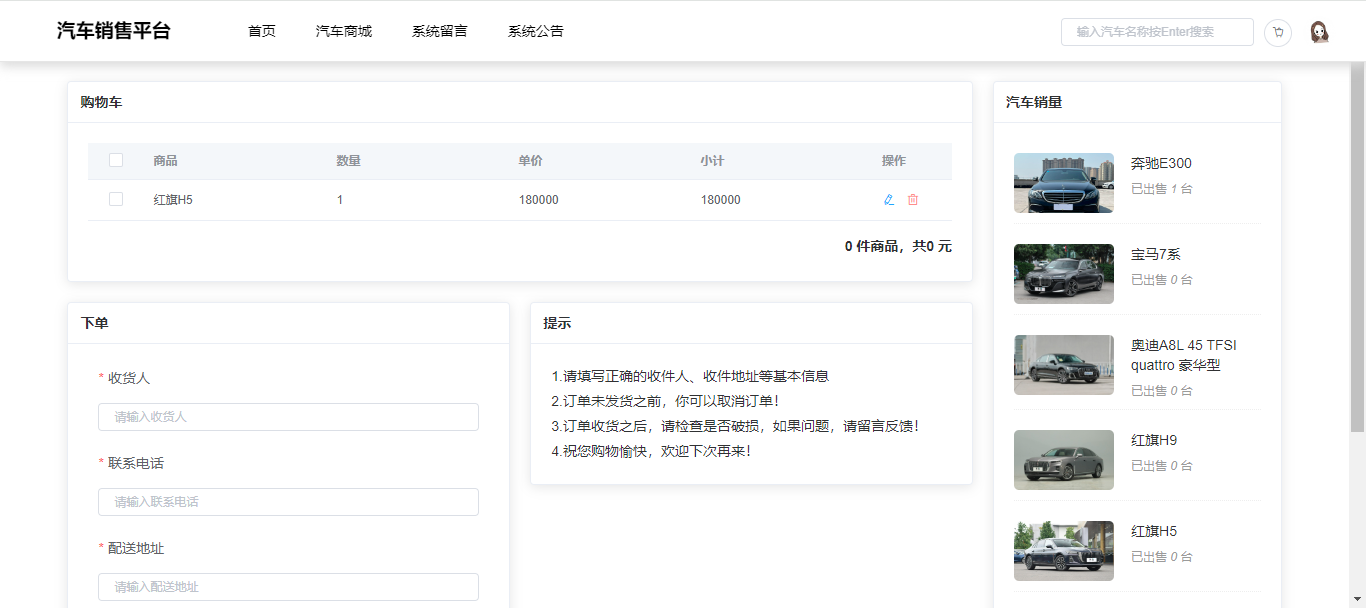 汽车销售平台 首页 汽车商城 系统留言 系统公告 输入汽车名称按Enter搜索
购物车
商品 数量 单价 小计 操作
红旗H5 1 180000 180000
0 件商品，共0 元
下单
* 收货人
请输入收货人
* 联系电话
请输入联系电话
* 配送地址
请输入配送地址
提示
1.请填写正确的收件人、收件地址等基本信息
2.订单未发货之前，你可以取消订单！
3.订单收货之后，请检查是否破损，如果问题，请留言反馈！
4.祝您购物愉快，欢迎下次再来！
汽车销量
奔驰E300
已出售 1 台
宝马7系
已出售 0 台
奥迪A8L 45 TFSI
quattro 豪华型
已出售 0 台
红旗H9
已出售 0 台
红旗H5
已出售 0 台